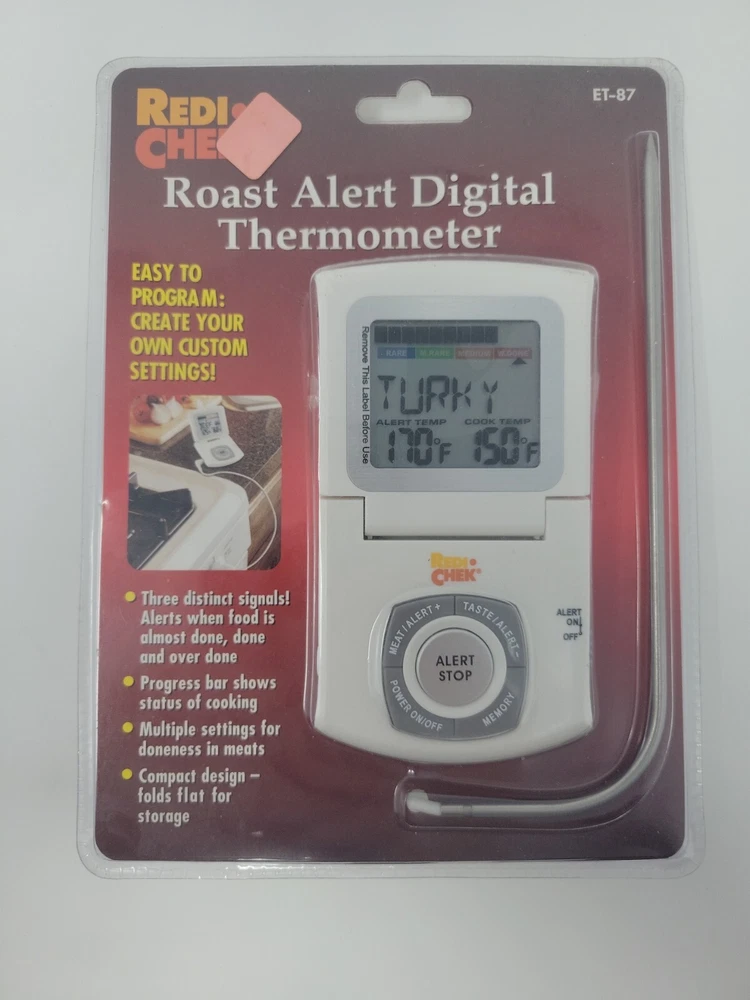 REDI
ET-87
Roast Alert Digital
Thermometer
EASY TO
PROGRAM:
CREATE YOUR
OWN CUSTOM
SETTINGS!
Remove This Label Before Use
RARE M.RARE MEDIUM W.DONE
TURKY
ALERT TEMP COOK TEMP
170°F 150°F
REDI
CHEK®
MEAT/ALERT+ TASTE/ALERT-
ALERT
STOP
POWER ON/OFF MEMORY
ALERT
ON
OFF
Three distinct signals!
Alerts when food is
almost done, done
and over done
Progress bar shows
status of cooking
Multiple settings for
doneness in meats
Compact design –
folds flat for
storage